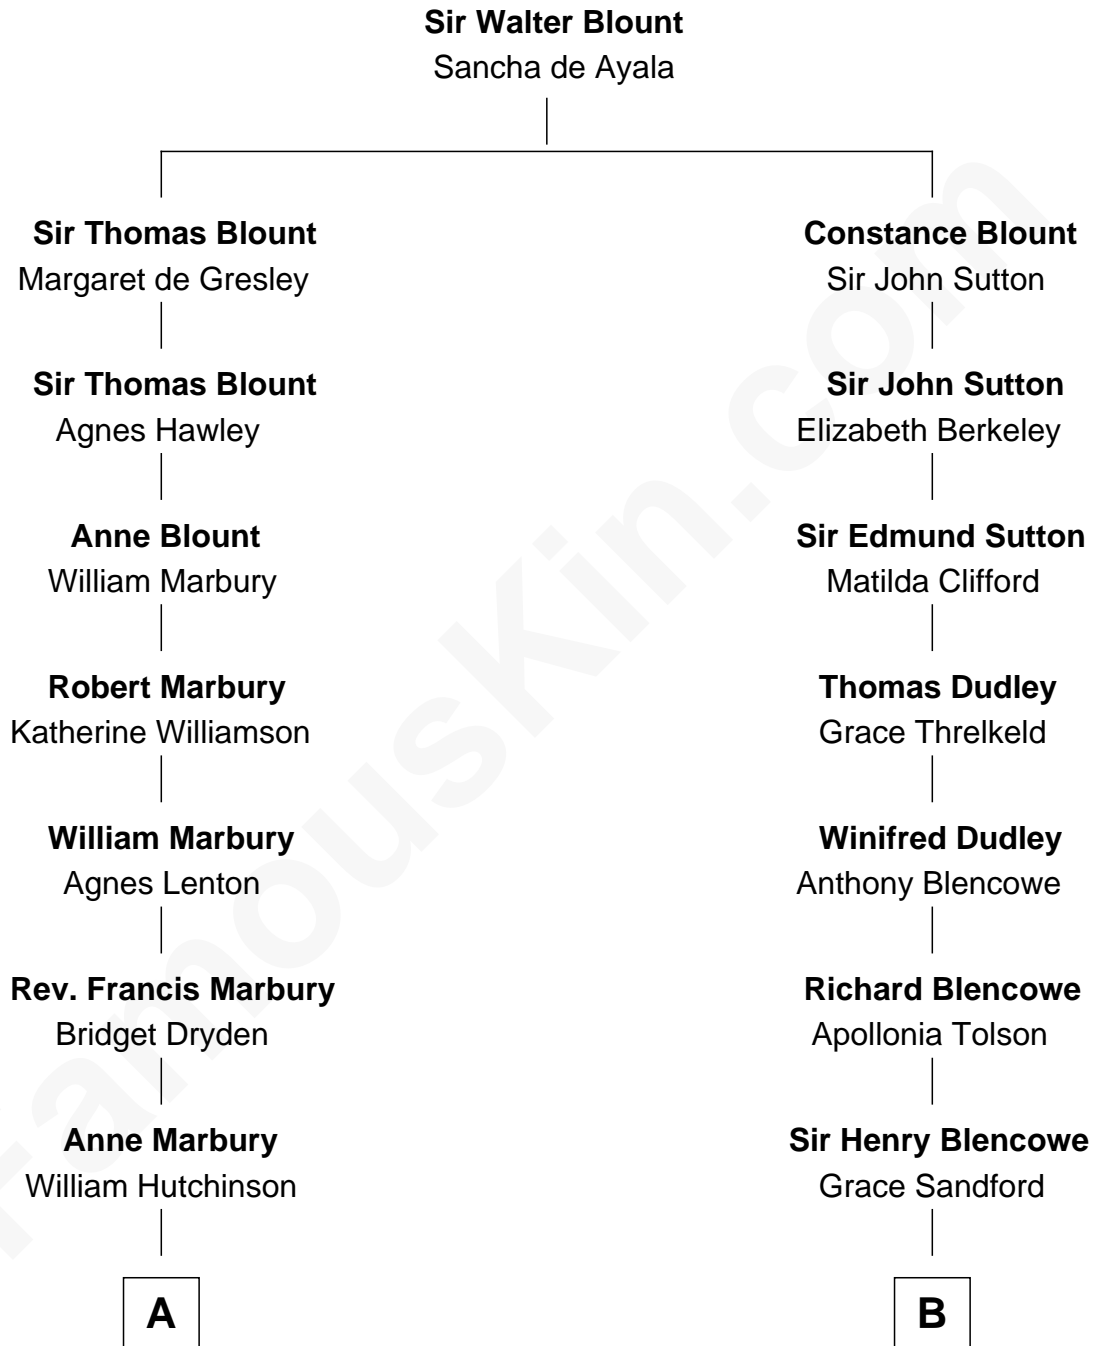 Sir Walter Blount
Sancha de Ayala
Sir Thomas Blount
Margaret de Gresley
Constance Blount
Sir John Sutton
Sir Thomas Blount
Agnes Hawley
Sir John Sutton
Elizabeth Berkeley
Anne Blount
William Marbury
Sir Edmund Sutton
Matilda Clifford
Robert Marbury
Katherine Williamson
Thomas Dudley
Grace Threlkeld
William Marbury
Agnes Lenton
Winifred Dudley
Anthony Blencowe
Rev. Francis Marbury
Bridget Dryden
Richard Blencowe
Apollonia Tolson
Anne Marbury
William Hutchinson
Sir Henry Blencowe
Grace Sandford
A
B
FamousKin.com